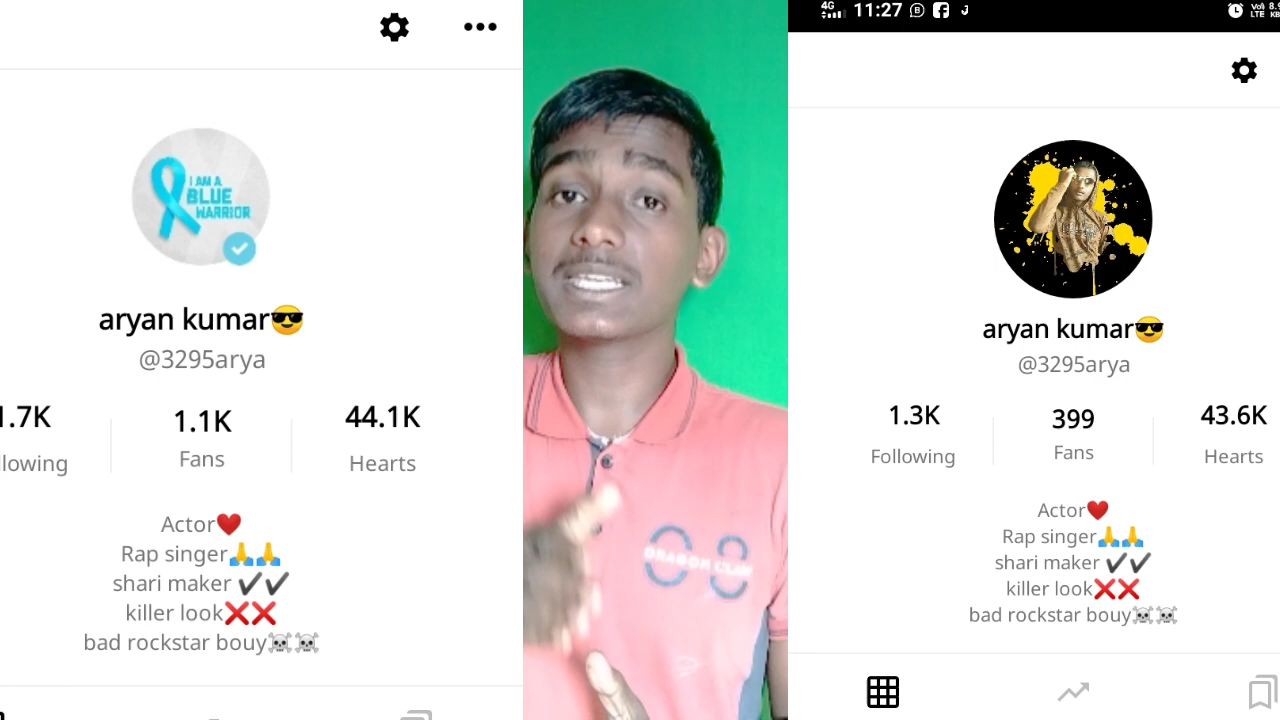 I AM A
BLUE
WARRIOR
aryan kumar😎
@3295arya
1.7K
1.1K
Fans
44.1K
Hearts
Actor❤️
Rap singer🙏🙏
shari maker ✔️✔️
killer look❌❌
bad rockstar bouy☠️☠️
DRAGON CLAW
4G
11:27
LTE
aryan kumar😎
@3295arya
1.3K
Following
399
Fans
43.6K
Hearts
Actor❤️
Rap singer🙏🙏
shari maker ✔️✔️
killer look❌❌
bad rockstar bouy☠️☠️